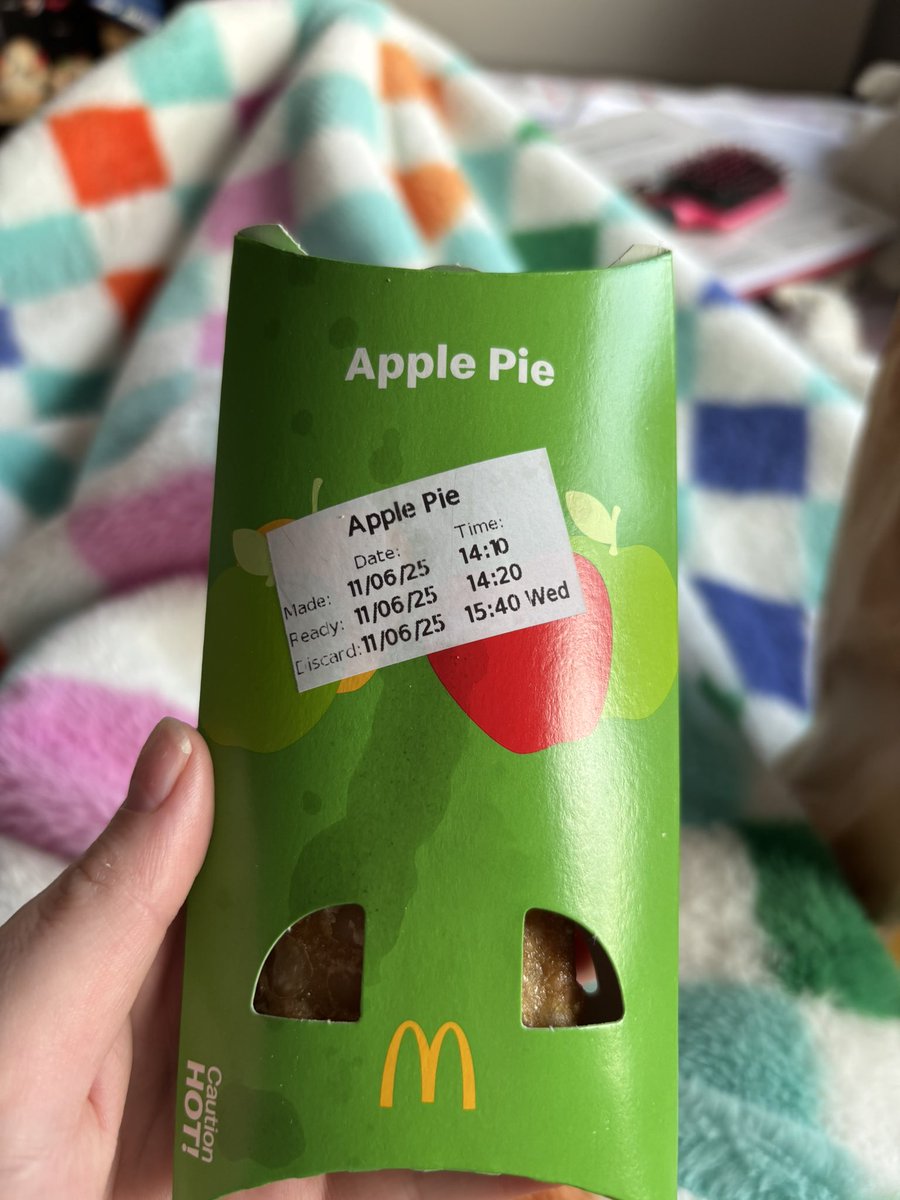 Apple Pie
Apple Pie
Date: Time:
Made: 11/06/25 14:10
Ready: 11/06/25 14:20
Discard: 11/06/25 15:40 Wed
Caution
HOT!